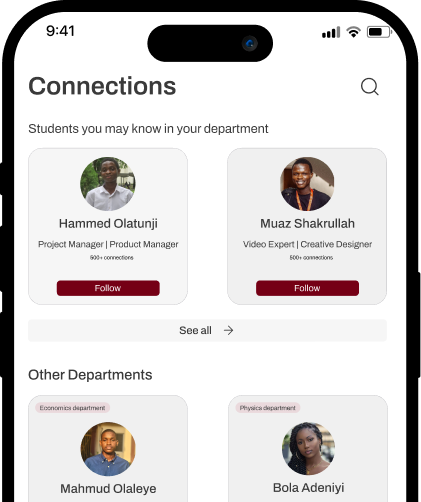 9:41
Connections
Students you may know in your department
Hammed Olatunji
Project Manager | Product Manager
500+ connections
Follow
Muaz Shakrullah
Video Expert | Creative Designer
500+ connections
Follow
See all →
Other Departments
Economics department
Mahmud Olaleye
Physics department
Bola Adeniyi